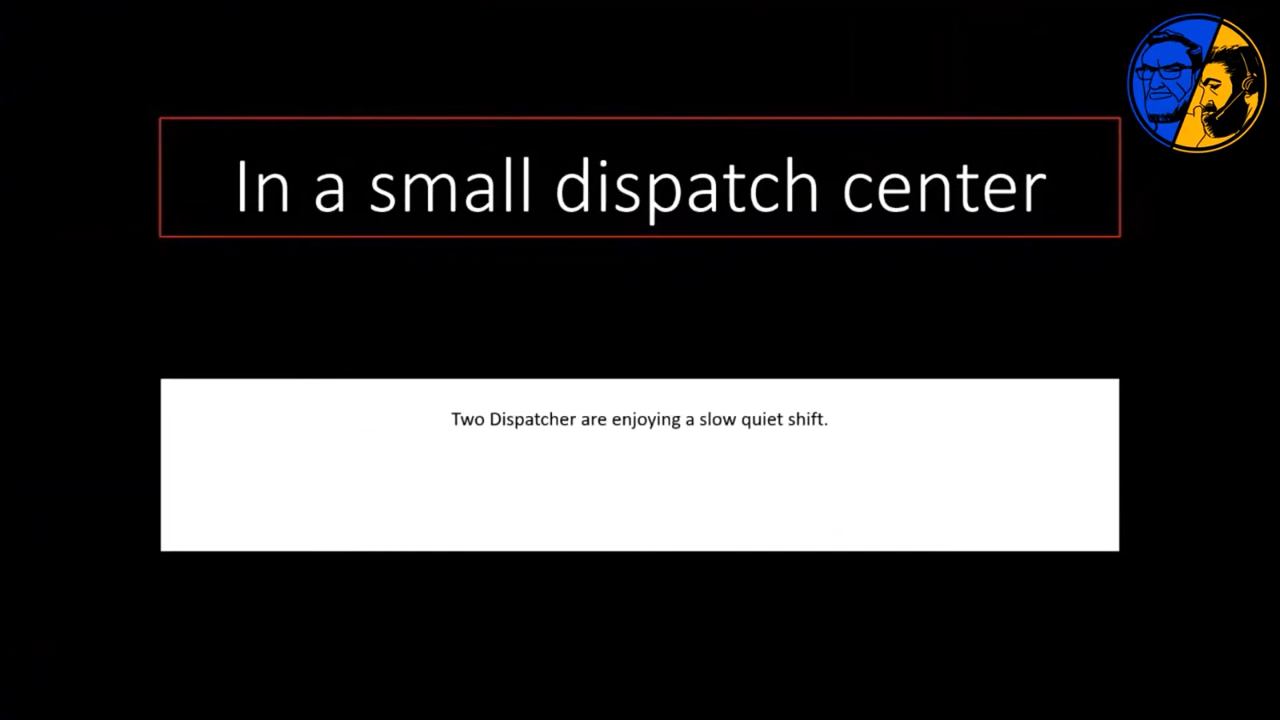 In a small dispatch center
Two Dispatcher are enjoying a slow quiet shift.